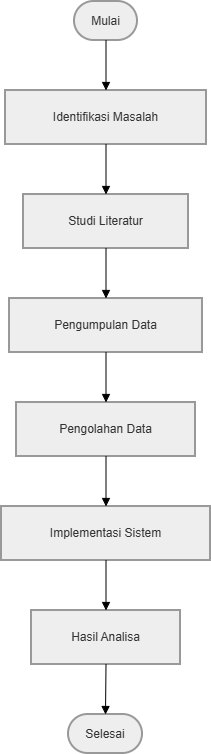 Mulai
Identifikasi Masalah
Studi Literatur
Pengumpulan Data
Pengolahan Data
Implementasi Sistem
Hasil Analisa
Selesai